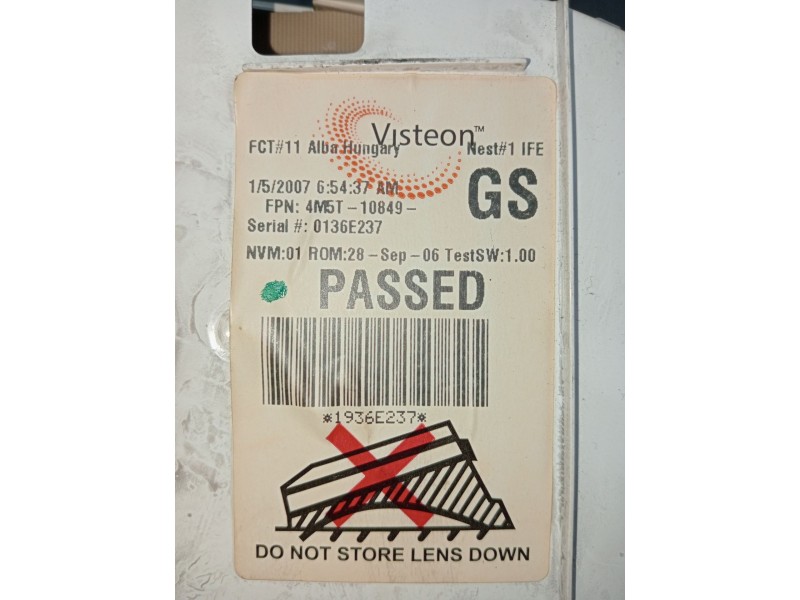 Visteon™
FCT#11 Alba Hungary Nest#1 IFE
1/5/2007 6:54:37 AM
GS
FPN: 4M5T-10849-
Serial #: 0136E237
NVM:01 ROM:28-Sep-06 TestSW:1.00
PASSED
*1936E237*
DO NOT STORE LENS DOWN